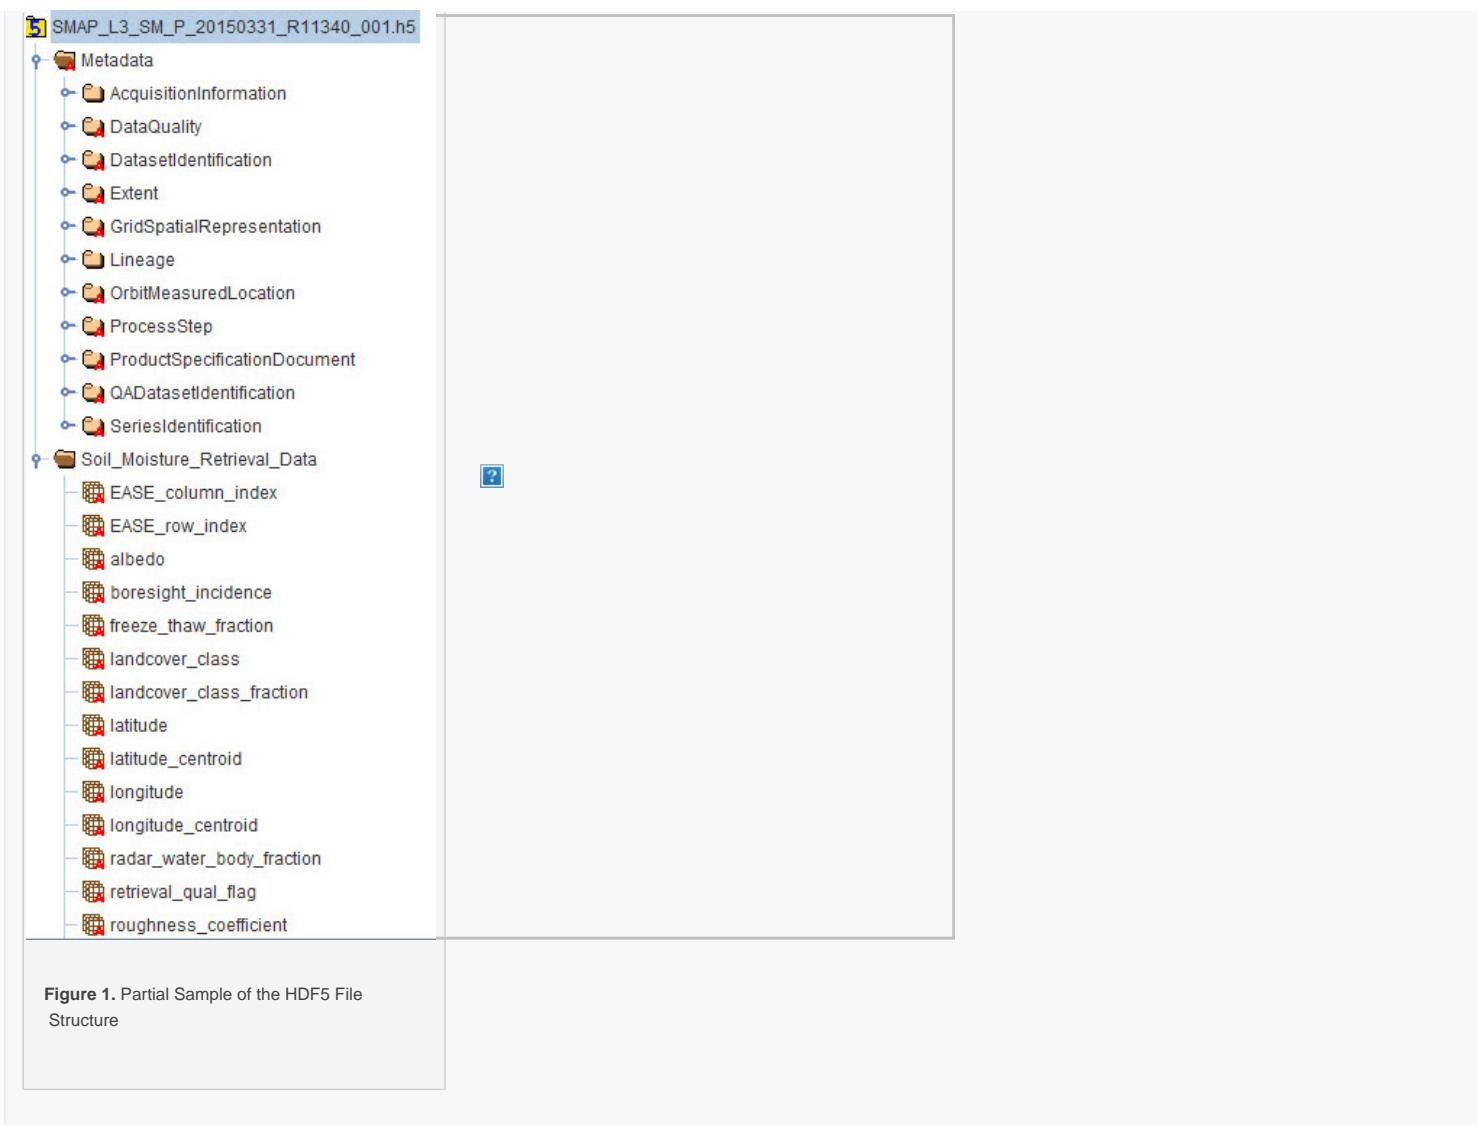 SMAP_L3_SM_P_20150331_R11340_001.h5
Metadata
AcquisitionInformation
DataQuality
DatasetIdentification
Extent
GridSpatialRepresentation
Lineage
OrbitMeasuredLocation
ProcessStep
ProductSpecificationDocument
QADatasetIdentification
SeriesIdentification
Soil_Moisture_Retrieval_Data
EASE_column_index
EASE_row_index
albedo
boresight_incidence
freeze_thaw_fraction
landcover_class
landcover_class_fraction
latitude
latitude_centroid
longitude
longitude_centroid
radar_water_body_fraction
retrieval_qual_flag
roughness_coefficient
Figure 1. Partial Sample of the HDF5 File
Structure